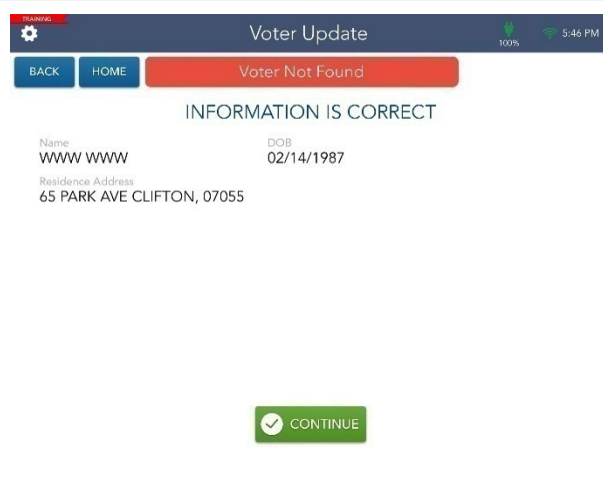 TRAINING
Voter Update
100%
5:46 PM
BACK
HOME
Voter Not Found
INFORMATION IS CORRECT
Name
DOB
WWW WWW
02/14/1987
Residence Address
65 PARK AVE CLIFTON, 07055
CONTINUE